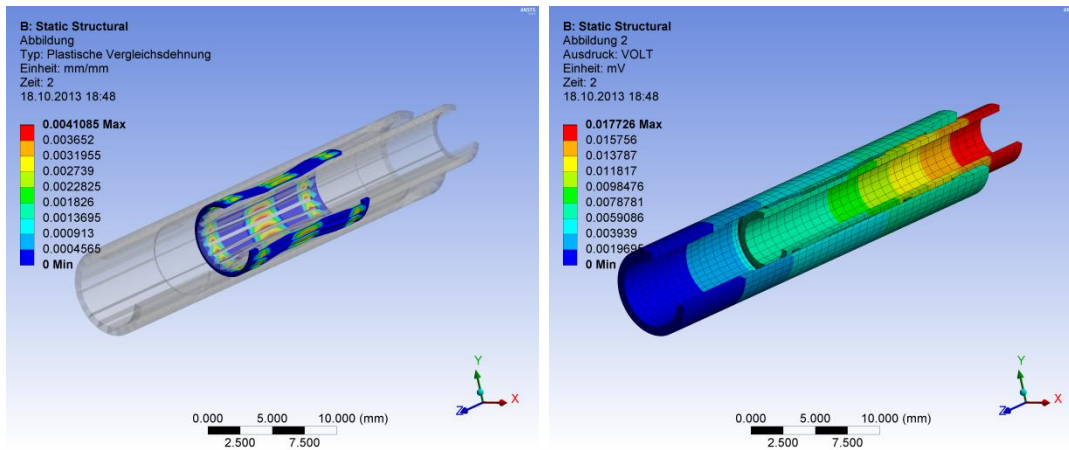 ANSYS
B: Static Structural
Abbildung
Typ: Plastische Vergleichsdehnung
Einheit: mm/mm
Zeit: 2
18.10.2013 18:48
0.0041085 Max
0.003652
0.0031955
0.002739
0.0022825
0.001826
0.0013695
0.000913
0.0004565
0 Min
Y
X
Z
0.000 5.000 10.000 (mm)
2.500 7.500
ANSYS
B: Static Structural
Abbildung 2
Ausdruck: VOLT
Einheit: mV
Zeit: 2
18.10.2013 18:48
0.017726 Max
0.015756
0.013787
0.011817
0.0098476
0.0078781
0.0059086
0.003939
0.0019695
0 Min
Y
X
Z
0.000 5.000 10.000 (mm)
2.500 7.500